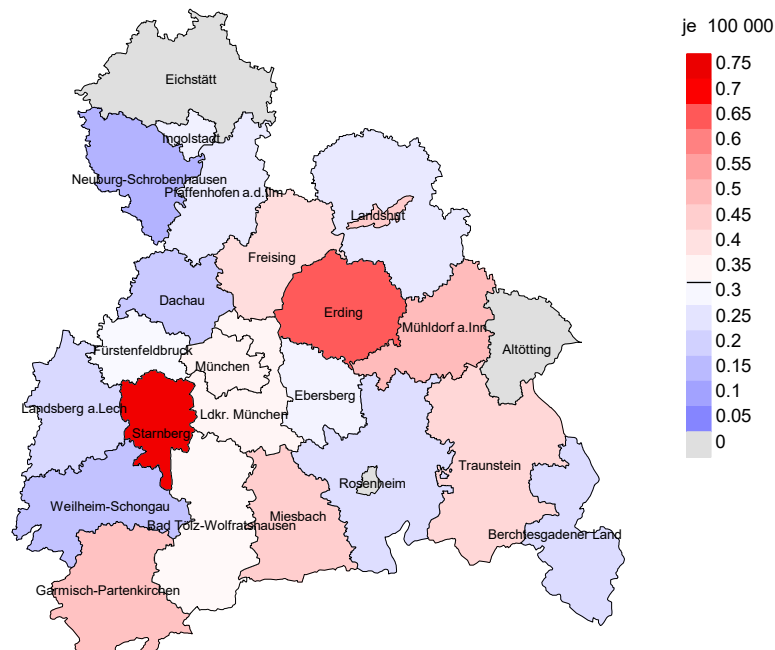 je 100 000
0.75
0.7
0.65
0.6
0.55
0.5
0.45
0.4
0.35
0.3
0.25
0.2
0.15
0.1
0.05
0
Eichstätt
Ingolstadt
Neuburg-Schrobenhausen
Pfaffenhofen a.d.Ilm
Landshut
Freising
Dachau
Erding
Mühldorf a.Inn
Altötting
Fürstenfeldbruck
München
Ebersberg
Landsberg a.Lech
Ldkr. München
Starnberg
Traunstein
Rosenheim
Weilheim-Schongau
Miesbach
Bad Tölz-Wolfratshausen
Berchtesgadener Land
Garmisch-Partenkirchen